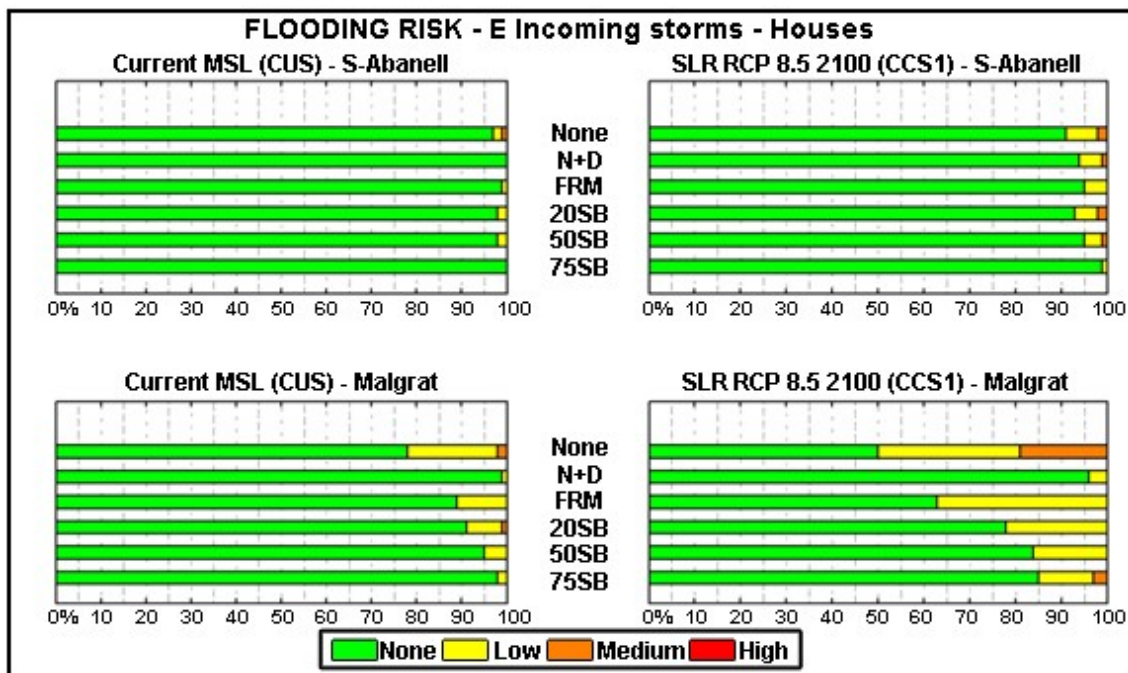 FLOODING RISK - E Incoming storms - Houses
Current MSL (CUS) - S-Abanell
SLR RCP 8.5 2100 (CCS1) - S-Abanell
None
N+D
FRM
20SB
50SB
75SB
0% 10 20 30 40 50 60 70 80 90 100
0% 10 20 30 40 50 60 70 80 90 100
Current MSL (CUS) - Malgrat
SLR RCP 8.5 2100 (CCS1) - Malgrat
None
N+D
FRM
20SB
50SB
75SB
0% 10 20 30 40 50 60 70 80 90 100
0% 10 20 30 40 50 60 70 80 90 100
None Low Medium High